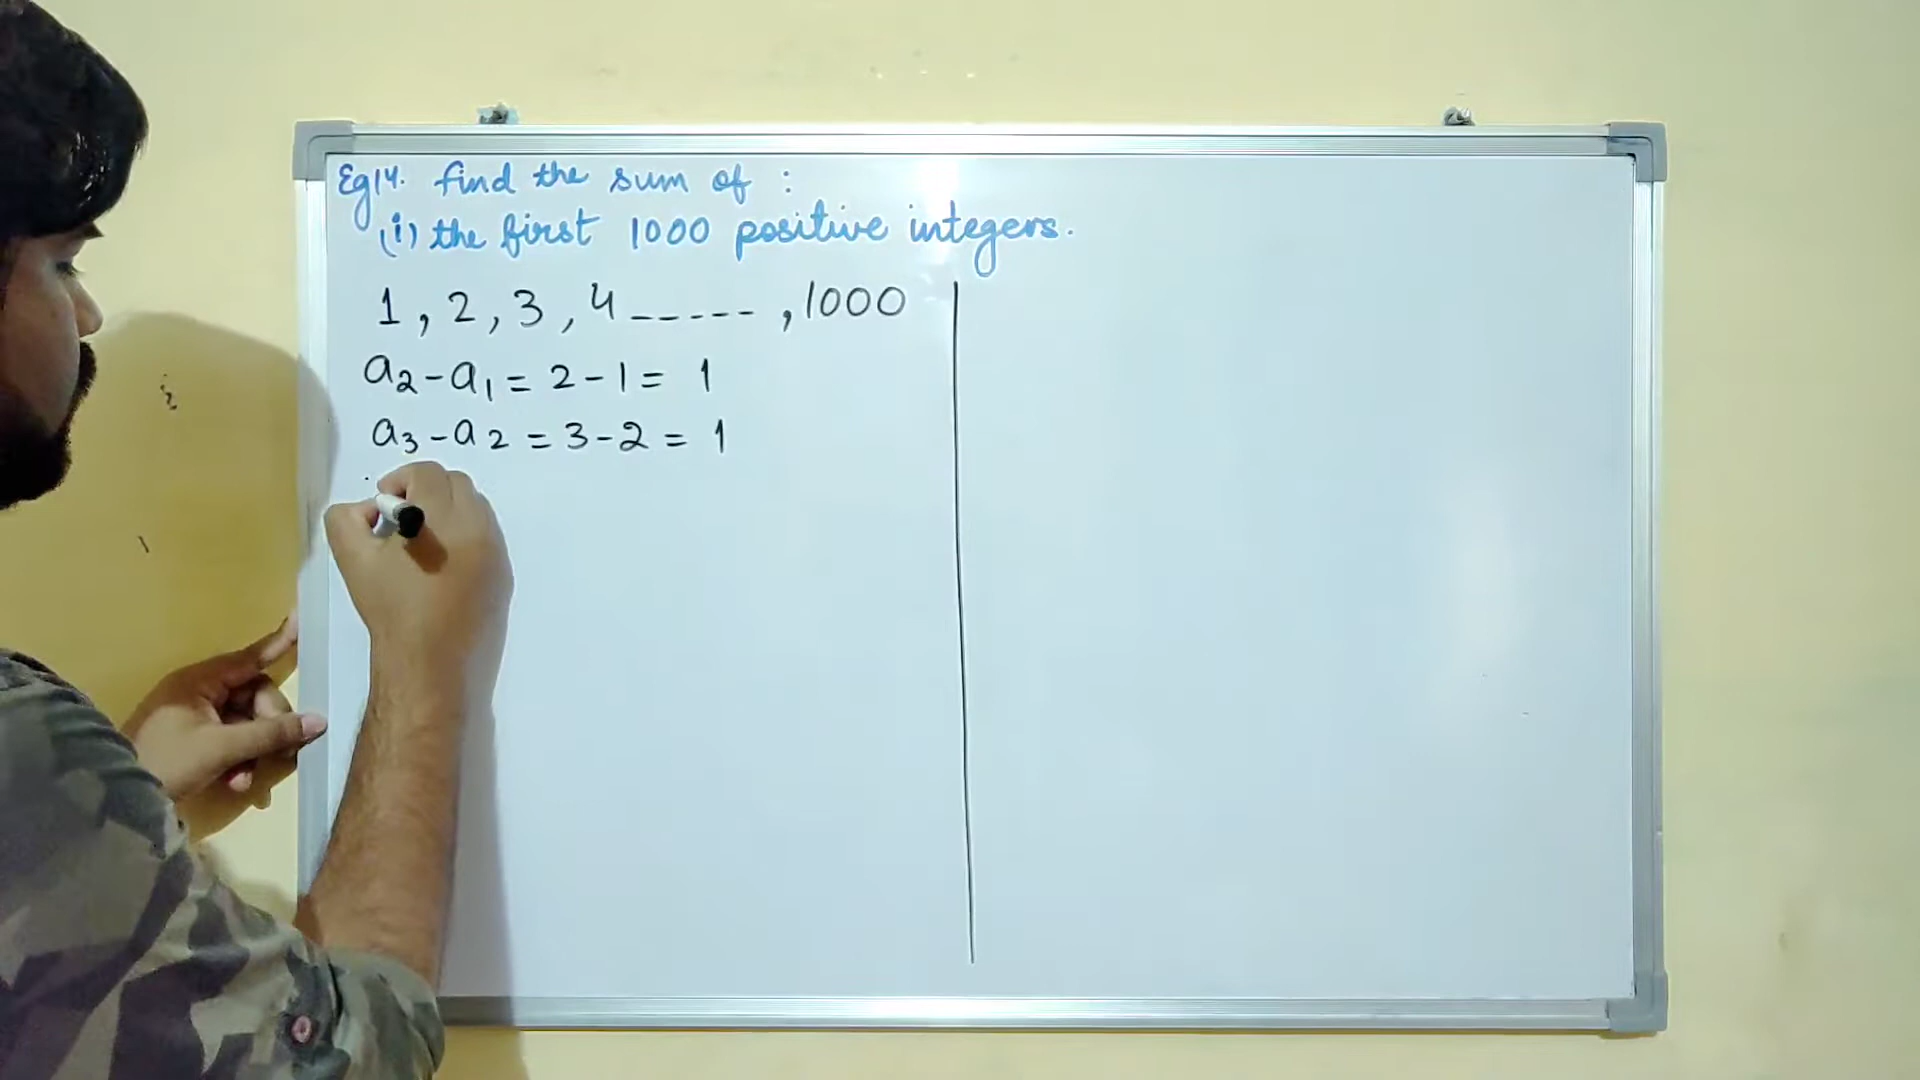 Eg14. find the sum of :
(i) the first 1000 positive integers.
1, 2, 3, 4 ----- , 1000
a₂ - a₁ = 2 - 1 = 1
a₃ - a₂ = 3 - 2 = 1